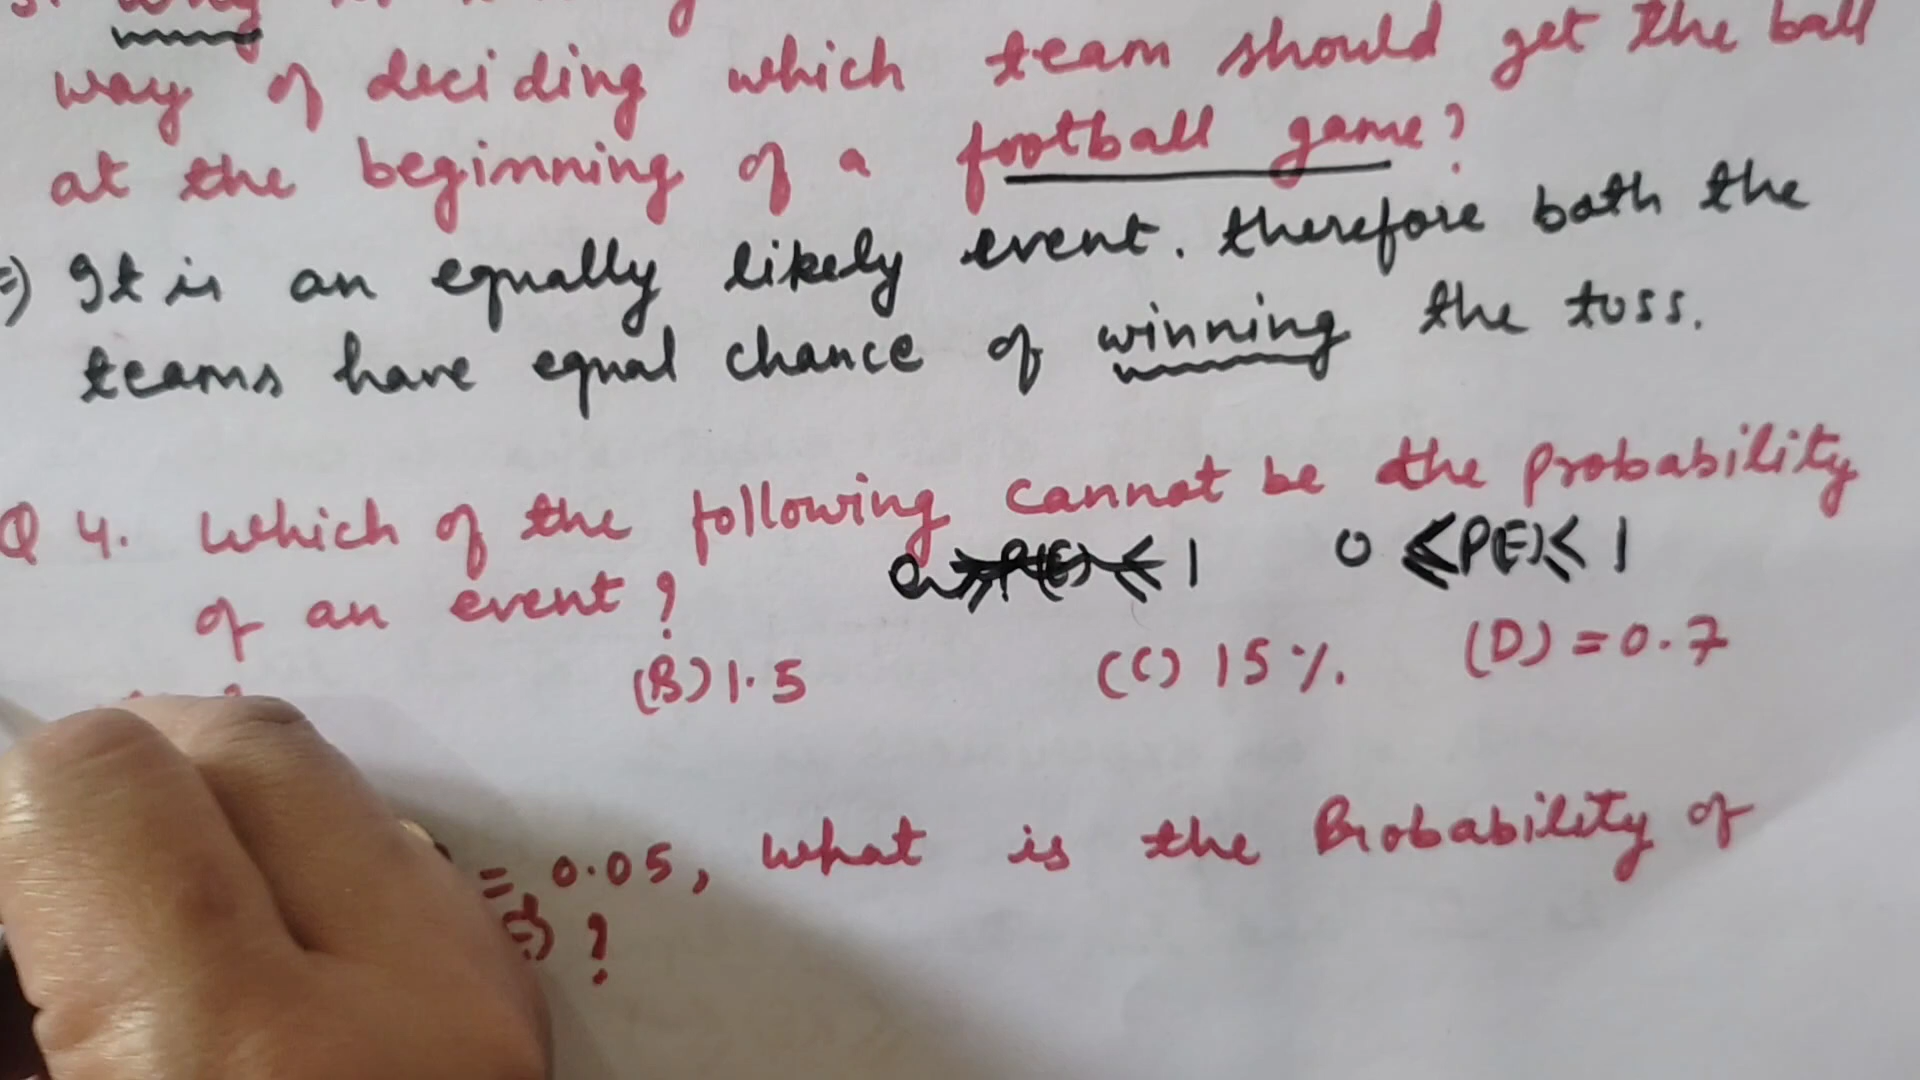 way of deciding which team should get the ball
at the beginning of a football game?
=) It is an equally likely event. therefore both the
teams have equal chance of winning the toss.
Q 4. Which of the following cannot be the probability
of an event? 0 ≤ P(E) ≤ 1
(B) 1.5 (C) 15%. (D) = 0.7
= 0.05, what is the Probability of
?